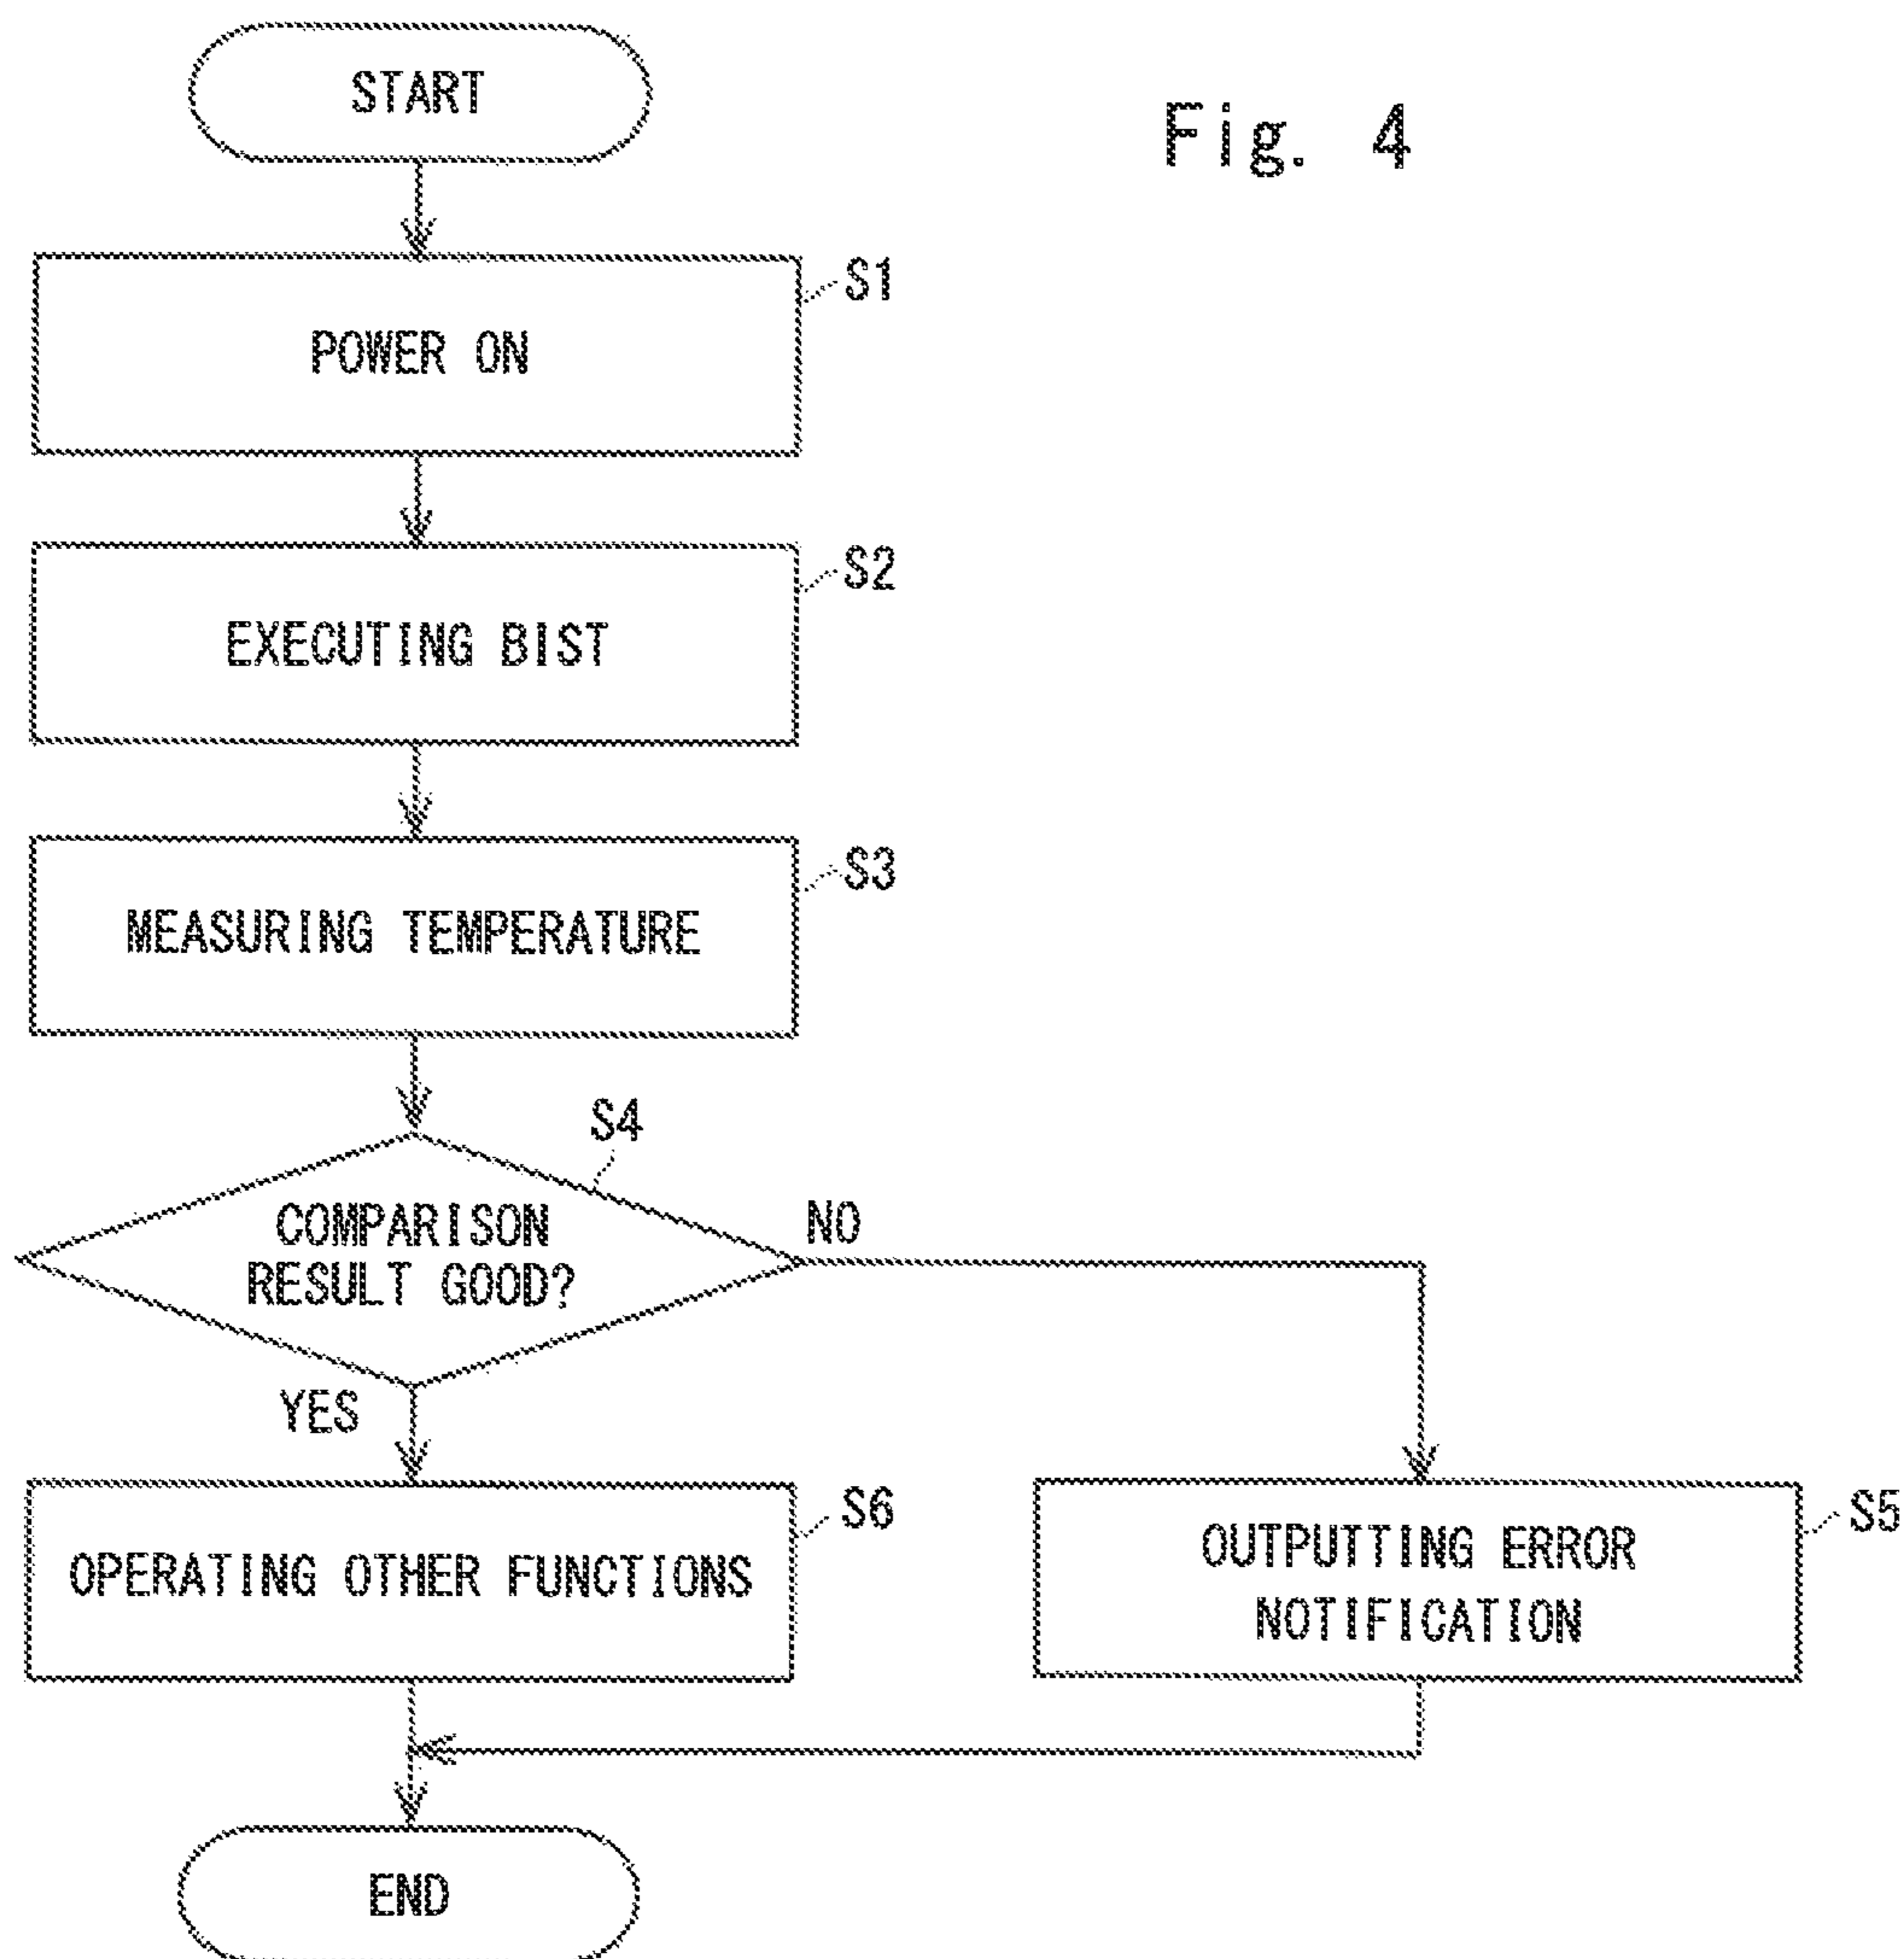 START
Fig. 4
S1
POWER ON
S2
EXECUTING BIST
S3
MEASURING TEMPERATURE
S4
COMPARISON
RESULT GOOD?
NO
YES
S6
OPERATING OTHER FUNCTIONS
S5
OUTPUTTING ERROR
NOTIFICATION
END